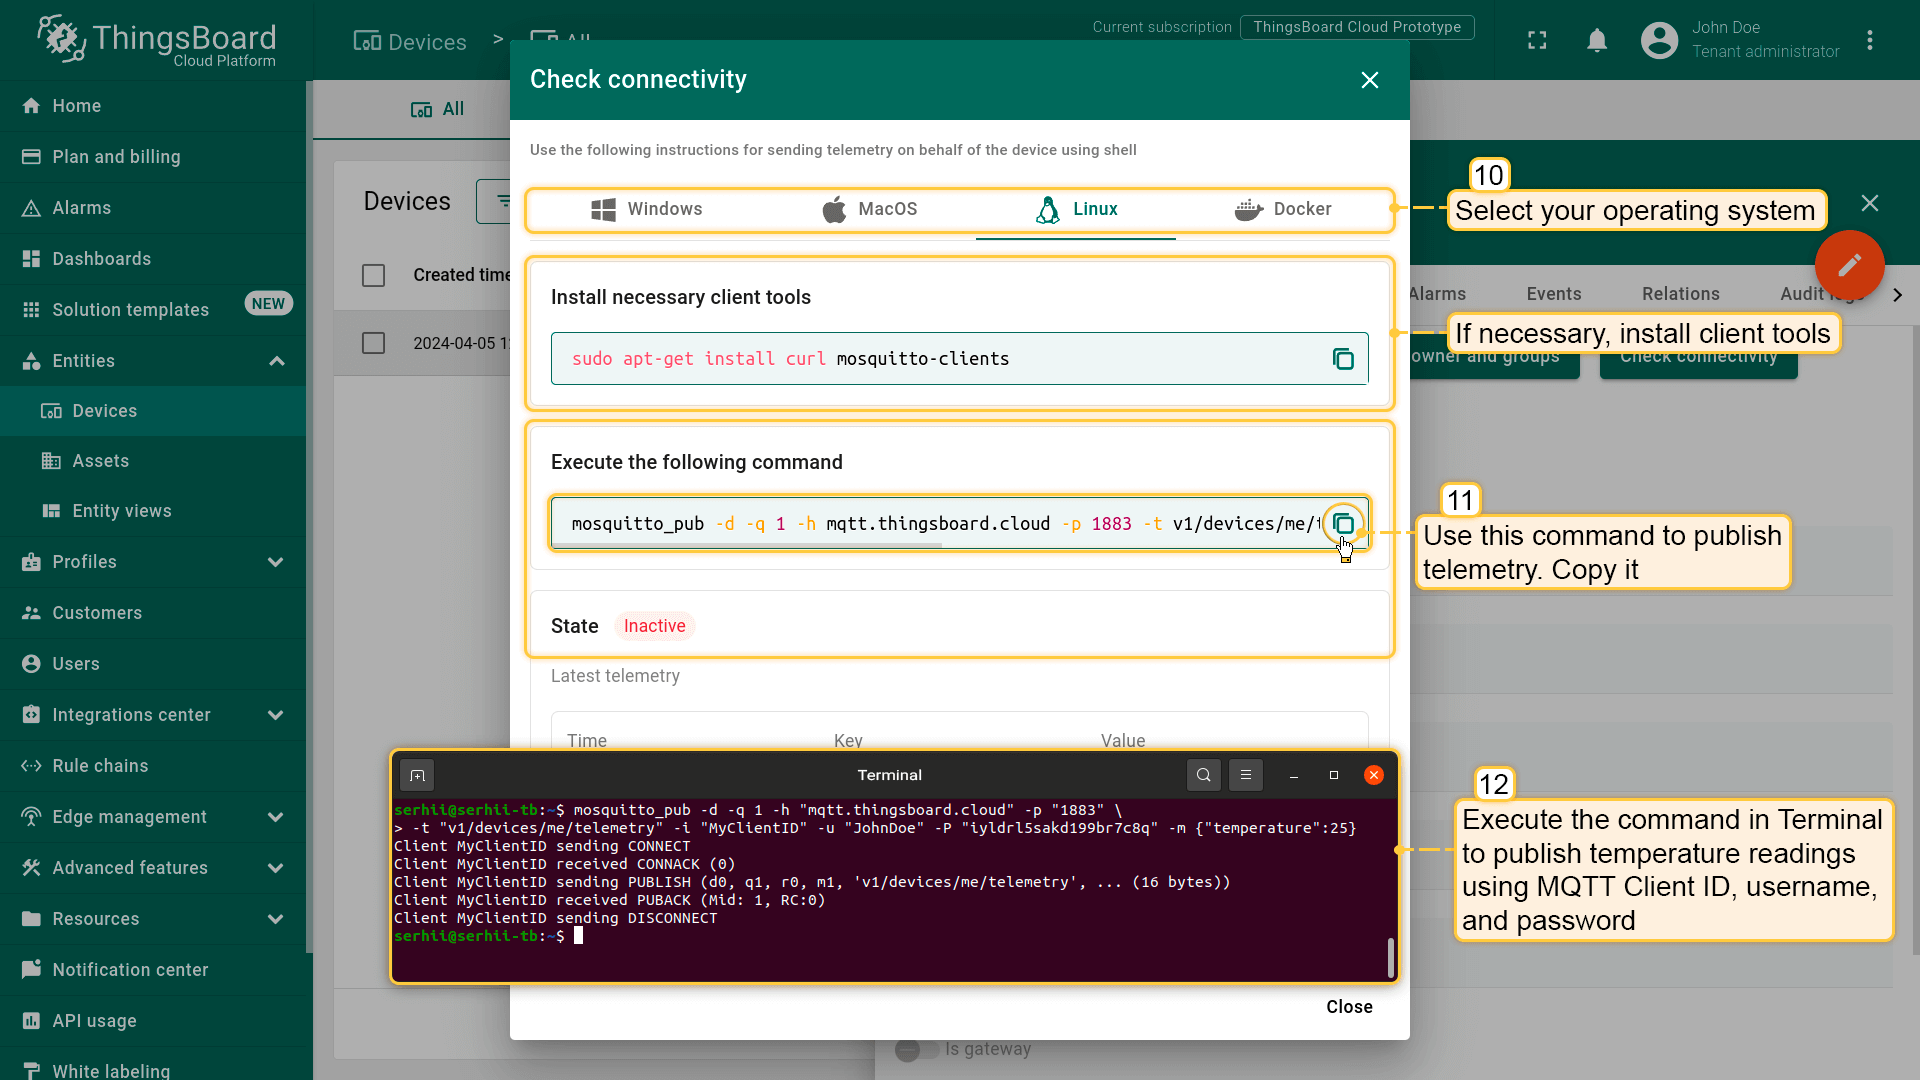 ThingsBoard
Cloud Platform
Devices > All
Current subscription ThingsBoard Cloud Prototype
John Doe
Tenant administrator
Home
Plan and billing
Alarms
Dashboards
Solution templates NEW
Entities
Devices
Assets
Entity views
Profiles
Customers
Users
Integrations center
Rule chains
Edge management
Advanced features
Resources
Notification center
API usage
White labeling
All
Devices
Created time
2024-04-05 1
Check connectivity
Use the following instructions for sending telemetry on behalf of the device using shell
Windows MacOS Linux Docker
Install necessary client tools
sudo apt-get install curl mosquitto-clients
Execute the following command
mosquitto_pub -d -q 1 -h mqtt.thingsboard.cloud -p 1883 -t v1/devices/me/t
State Inactive
Latest telemetry
Time Key Value
Terminal
serhii@serhii-tb:~$ mosquitto_pub -d -q 1 -h "mqtt.thingsboard.cloud" -p "1883" \
> -t "v1/devices/me/telemetry" -i "MyClientID" -u "JohnDoe" -P "iyldrl5sakd199br7c8q" -m {"temperature":25}
Client MyClientID sending CONNECT
Client MyClientID received CONNACK (0)
Client MyClientID sending PUBLISH (d0, q1, r0, m1, 'v1/devices/me/telemetry', ... (16 bytes))
Client MyClientID received PUBACK (Mid: 1, RC:0)
Client MyClientID sending DISCONNECT
serhii@serhii-tb:~$
Close
Is gateway
10
Select your operating system
Alarms Events Relations Audit logs
If necessary, install client tools
owner and groups Check connectivity
11
Use this command to publish
telemetry. Copy it
12
Execute the command in Terminal
to publish temperature readings
using MQTT Client ID, username,
and password